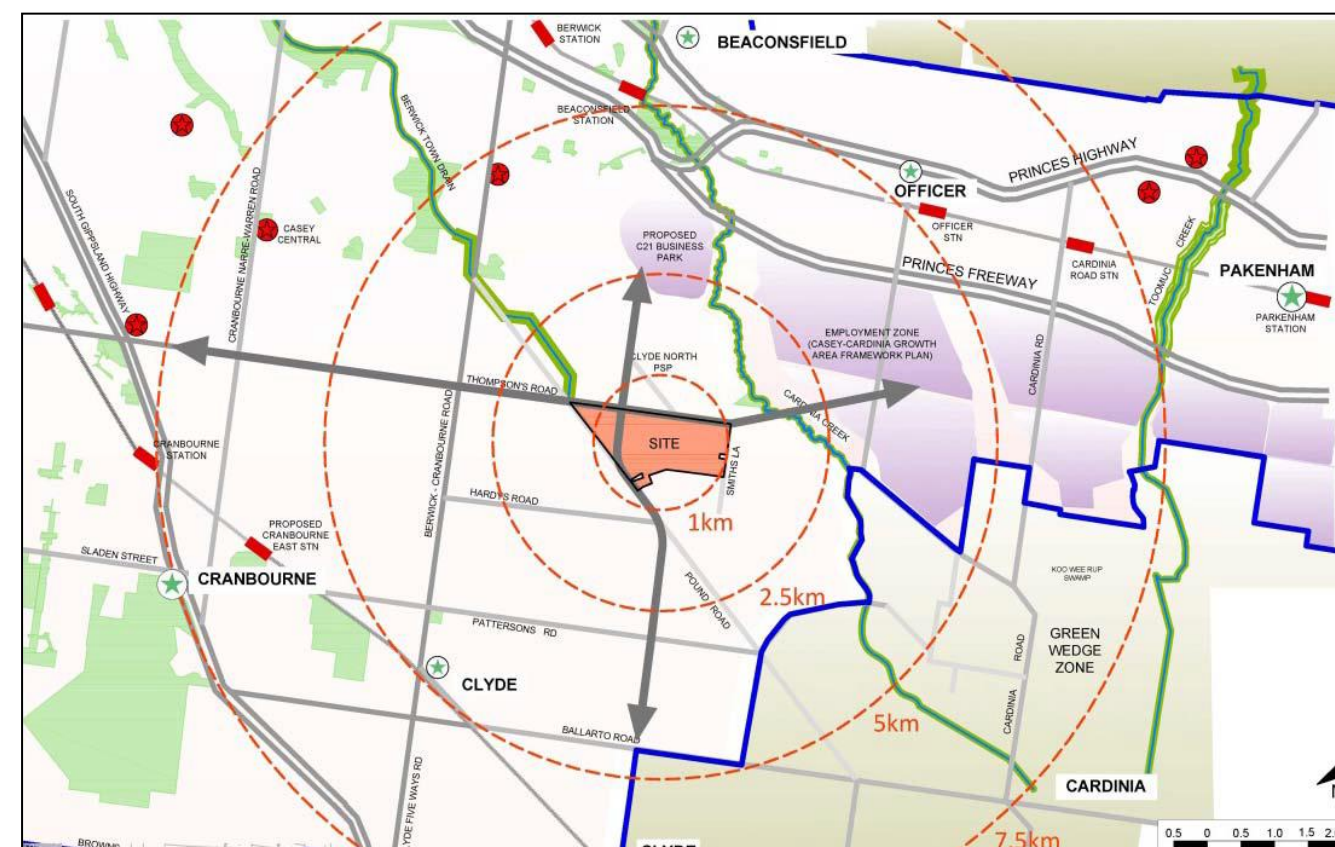 BERWICK
STATION
BEACONSFIELD
BEACONSFIELD
STATION
BERWICK TOWN DRAIN
PRINCES HIGHWAY
OFFICER
OFFICER
STN
CARDINIA
ROAD STN
TOOMUC CREEK
PAKENHAM
PARKENHAM
STATION
PRINCES FREEWAY
SOUTH GIPPSLAND HIGHWAY
CRANBOURNE NARRE-WARREN ROAD
CASEY
CENTRAL
PROPOSED
C21 BUSINESS
PARK
EMPLOYMENT ZONE
(CASEY-CARDINIA GROWTH
AREA FRAMEWORK PLAN)
CARDINIA RD
CLYDE NORTH
PSP
THOMPSON'S ROAD
CARDINIA CREEK
BERWICK - CRANBOURNE ROAD
SITE
SMITHS LA
CRANBOURNE
STATION
HARDYS ROAD
1km
PROPOSED
CRANBOURNE
EAST STN
SLADEN STREET
CRANBOURNE
POUND ROAD
2.5km
KOO WEE RUP
SWAMP
PATTERSONS RD
GREEN
WEDGE
ZONE
CARDINIA ROAD
CLYDE
BALLARTO ROAD
5km
CLYDE FIVE WAYS RD
CARDINIA
N
7.5km
CLYDE
0.5 0 0.5 1.0 1.5